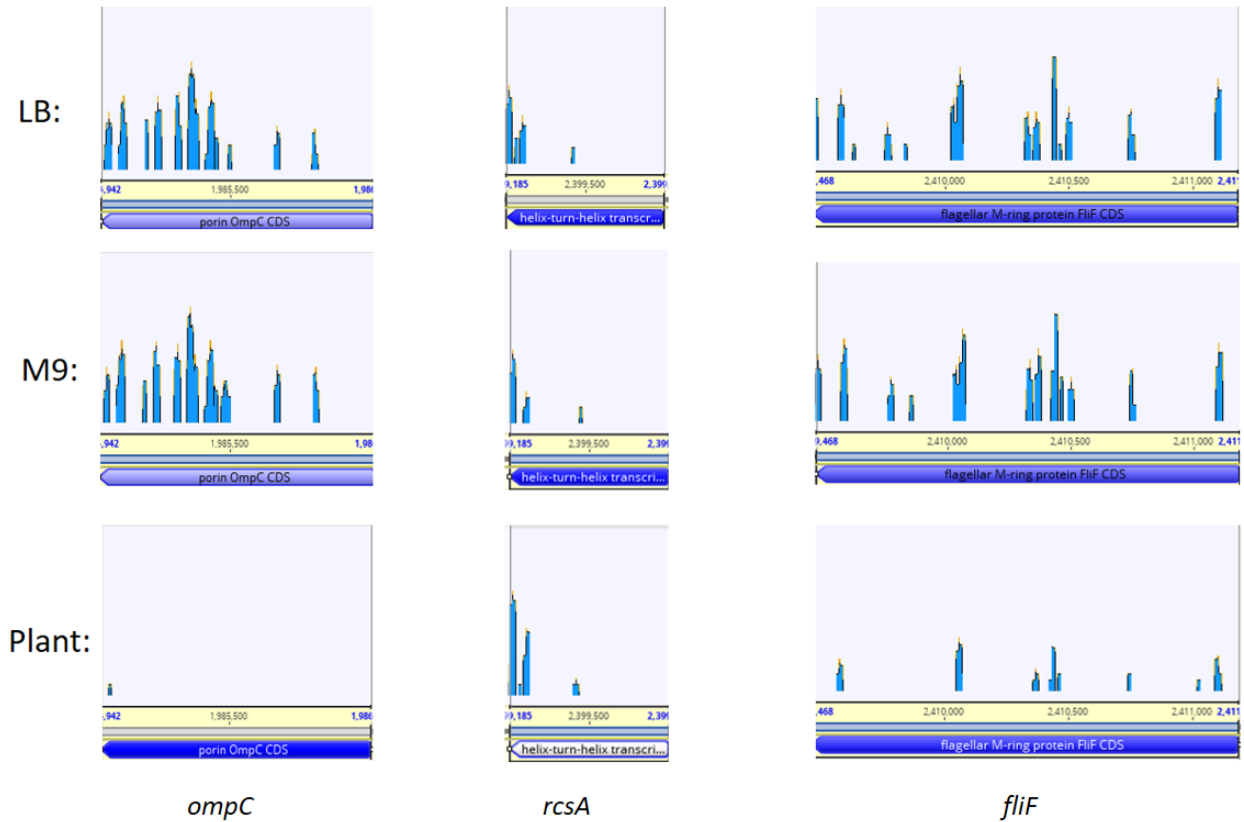 LB:
,942 1,985,500 1,986
porin OmpC CDS
9,185 2,399,500 2,399,
helix-turn-helix transcr...
,468 2,410,000 2,410,500 2,411,000 2,411
flagellar M-ring protein FliF CDS
M9:
,942 1,985,500 1,98
porin OmpC CDS
99,185 2,399,500 2,399
helix-turn-helix transcri...
9,468 2,410,000 2,410,500 2,411,000 2,411
flagellar M-ring protein FliF CDS
Plant:
,942 1,985,500 1,986
porin OmpC CDS
99,185 2,399,500 2,399
helix-turn-helix transcri...
,468 2,410,000 2,410,500 2,411,000 2,411
flagellar M-ring protein FliF CDS
ompC rcsA fliF